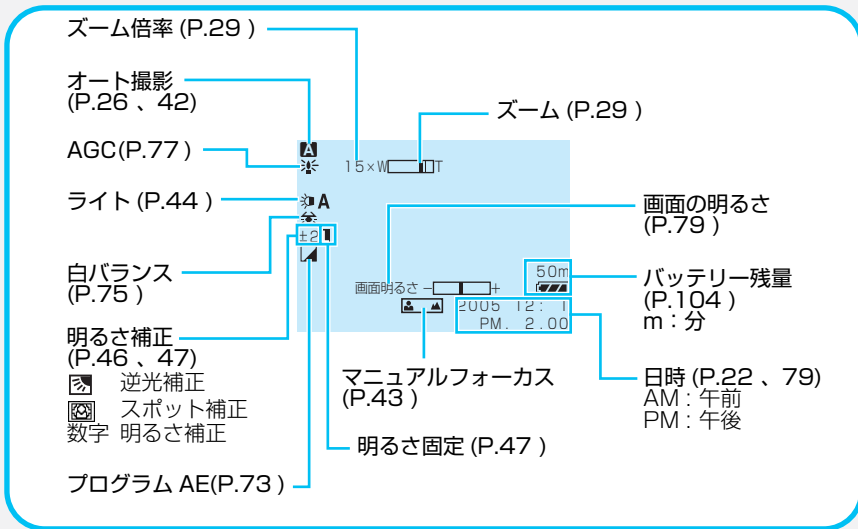 ズーム倍率 (P.29 )
オート撮影
(P.26 、42)
AGC(P.77 )
ライト (P.44 )
白バランス
(P.75 )
明るさ補正
(P.46 、47)
逆光補正
スポット補正
数字 明るさ補正
プログラム AE(P.73 )
ズーム (P.29 )
A
15×W T
A
±2
画面明るさ − +
50m
2005 12: 1
PM. 2.00
画面の明るさ
(P.79 )
バッテリー残量
(P.104 )
m：分
マニュアルフォーカス
(P.43 )
日時 (P.22 、79)
AM : 午前
PM : 午後
明るさ固定 (P.47 )